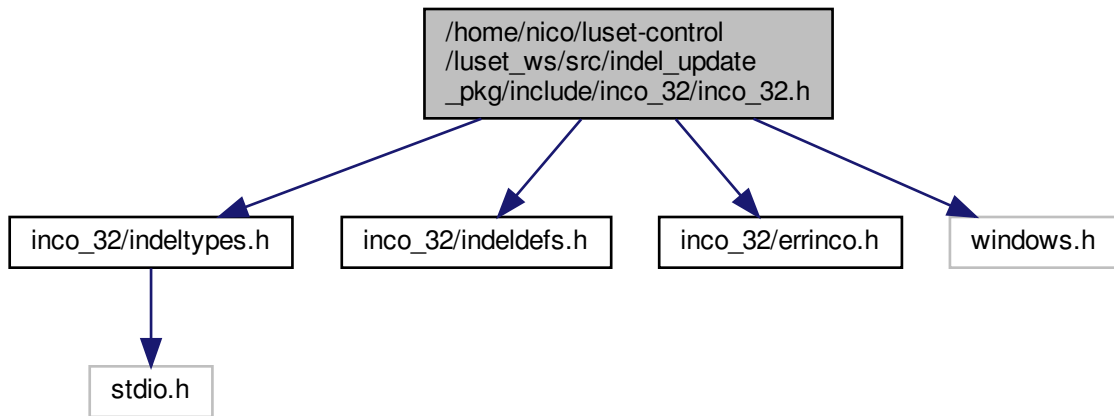 /home/nico/luset-control
/luset_ws/src/indel_update
_pkg/include/inco_32/inco_32.h
inco_32/indeltypes.h
inco_32/indeldefs.h
inco_32/errinco.h
windows.h
stdio.h